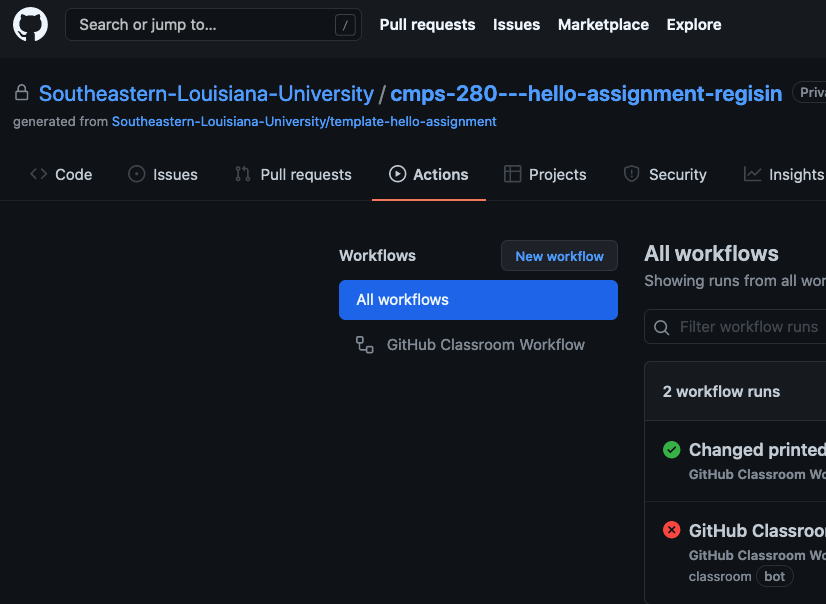 Search or jump to... /
Pull requests Issues Marketplace Explore
Southeastern-Louisiana-University / cmps-280---hello-assignment-regisin Priva
generated from Southeastern-Louisiana-University/template-hello-assignment
Code Issues Pull requests Actions Projects Security Insights
Workflows New workflow
All workflows
GitHub Classroom Workflow
All workflows
Showing runs from all wor
Filter workflow runs
2 workflow runs
Changed printed
GitHub Classroom Wo
GitHub Classroo
GitHub Classroom Wo
classroom bot